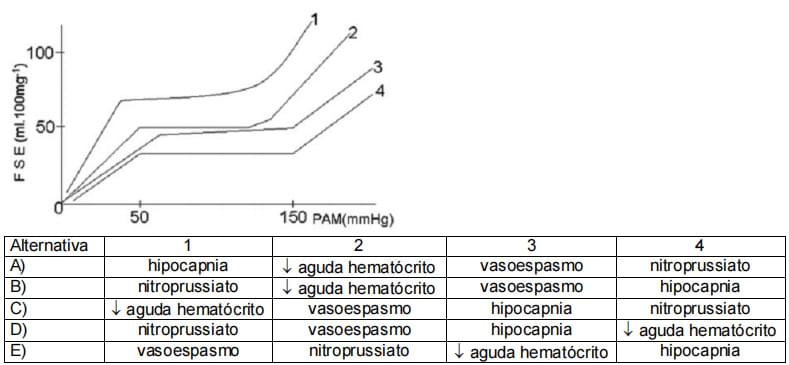 1
2
100
3
4
F S E (ml.100mg⁻¹)
50
0
50 150 PAM(mmHg)
Alternativa 1 2 3 4
A) hipocapnia ↓ aguda hematócrito vasoespasmo nitroprussiato
B) nitroprussiato ↓ aguda hematócrito vasoespasmo hipocapnia
C) ↓ aguda hematócrito vasoespasmo hipocapnia nitroprussiato
D) nitroprussiato vasoespasmo hipocapnia ↓ aguda hematócrito
E) vasoespasmo nitroprussiato ↓ aguda hematócrito hipocapnia